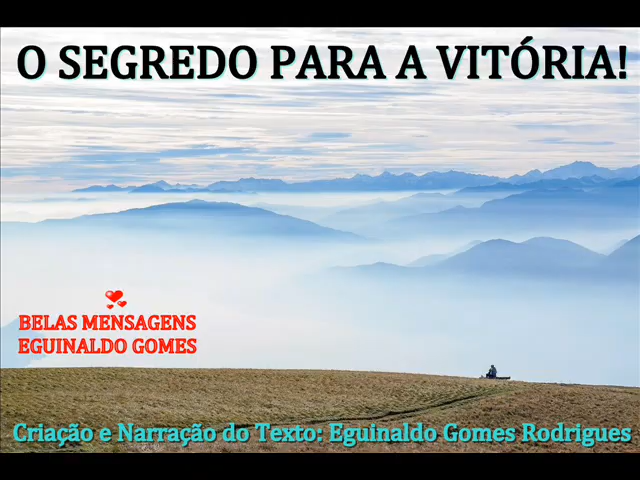 O SEGREDO PARA A VITÓRIA!
BELAS MENSAGENS
EGUINALDO GOMES
Criação e Narração do Texto: Eguinaldo Gomes Rodrigues